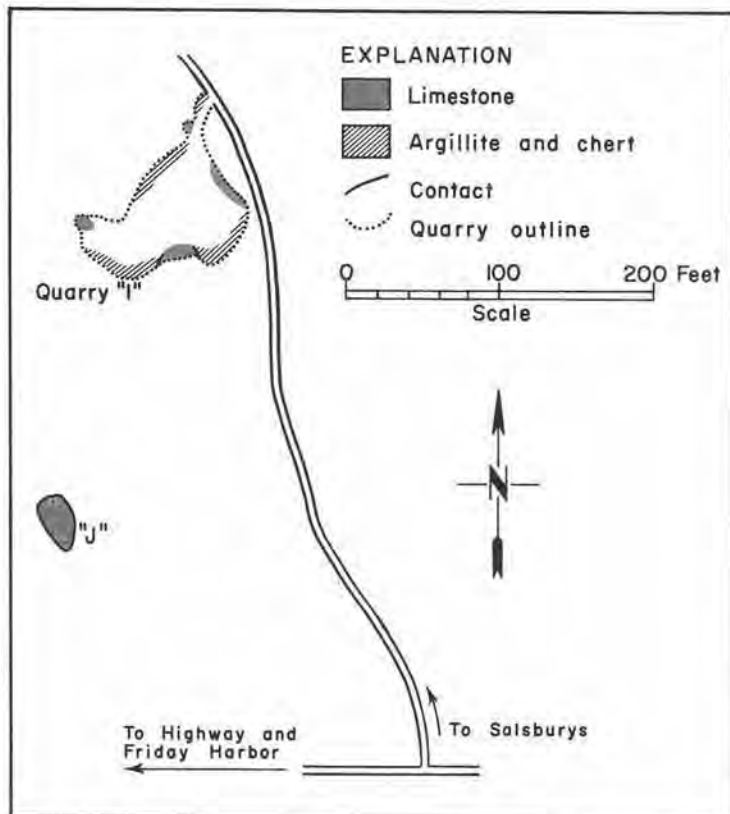 EXPLANATION
Limestone
Argillite and chert
Contact
Quarry outline
0 100 200 Feet
Scale
Quarry "I"
N
"J"
To Highway and
Friday Harbor
To Salsburys